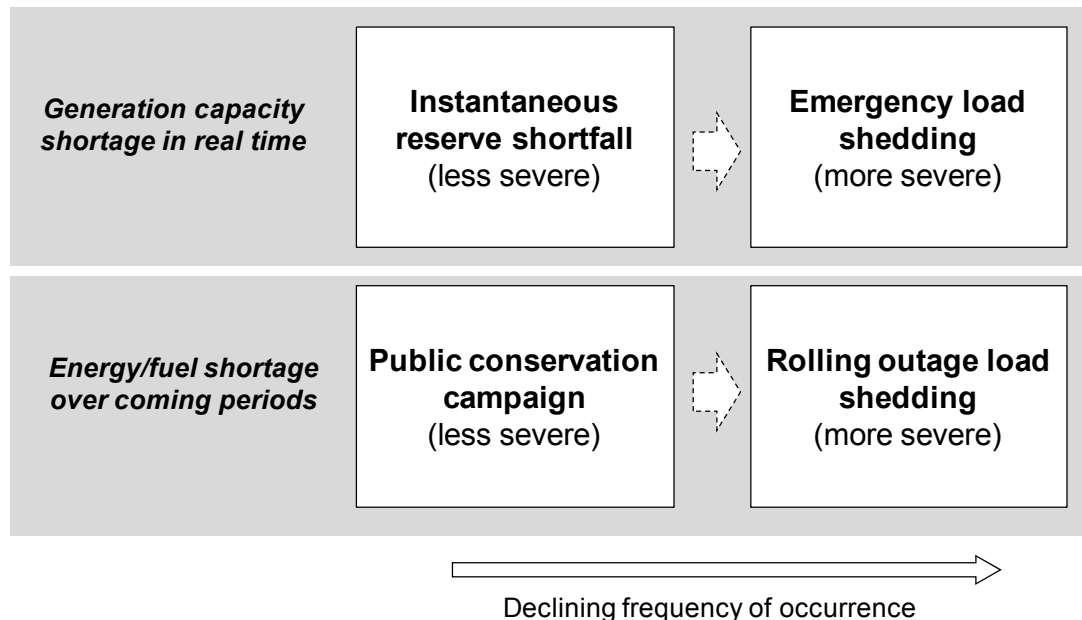 Generation capacity
shortage in real time
Instantaneous
reserve shortfall
(less severe)
Emergency load
shedding
(more severe)
Energy/fuel shortage
over coming periods
Public conservation
campaign
(less severe)
Rolling outage load
shedding
(more severe)
Declining frequency of occurrence